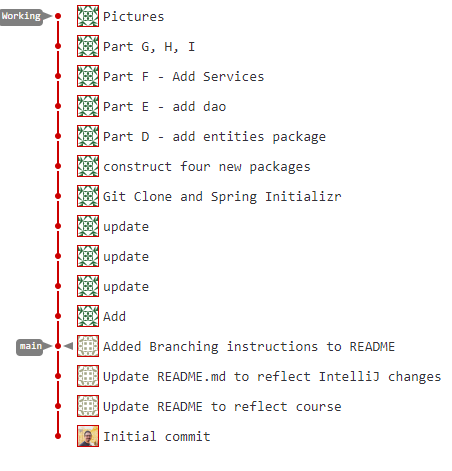 Working Pictures
Part G, H, I
Part F - Add Services
Part E - add dao
Part D - add entities package
construct four new packages
Git Clone and Spring Initializr
update
update
update
Add
main Added Branching instructions to README
Update README.md to reflect IntelliJ changes
Update README to reflect course
Initial commit